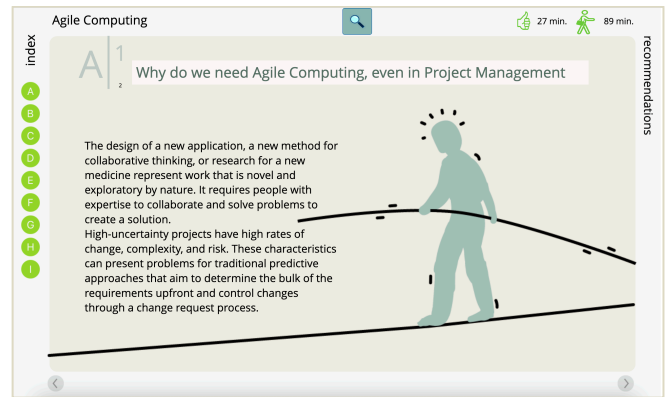 Agile Computing
27 min.
89 min.
index
recommendations
A
1
2
Why do we need Agile Computing, even in Project Management
A
B
C
D
E
F
G
H
I
The design of a new application, a new method for
collaborative thinking, or research for a new
medicine represent work that is novel and
exploratory by nature. It requires people with
expertise to collaborate and solve problems to
create a solution.
High-uncertainty projects have high rates of
change, complexity, and risk. These characteristics
can present problems for traditional predictive
approaches that aim to determine the bulk of the
requirements upfront and control changes
through a change request process.